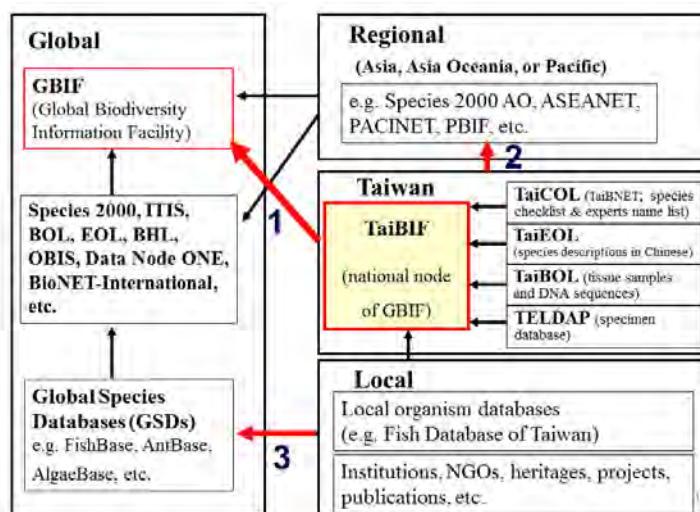 Global
GBIF
(Global Biodiversity
Information Facility)
Species 2000, ITIS,
BOL, EOL, BHL,
OBIS, Data Node ONE,
BioNET-International,
etc.
Global Species
Databases (GSDs)
e.g. FishBase, AntBase,
AlgaeBase, etc.
1
2
3
Regional
(Asia, Asia Oceania, or Pacific)
e.g. Species 2000 AO, ASEANET,
PACINET, PBIF, etc.
Taiwan
TaiBIF
(national node
of GBIF)
TaiCOL (TaiBNET; species
checklist & experts name list)
TaiEOL
(species descriptions in Chinese)
TaiBOL (tissue samples
and DNA sequences)
TELDAP (specimen
database)
Local
Local organism databases
(e.g. Fish Database of Taiwan)
Institutions, NGOs, heritages, projects,
publications, etc.